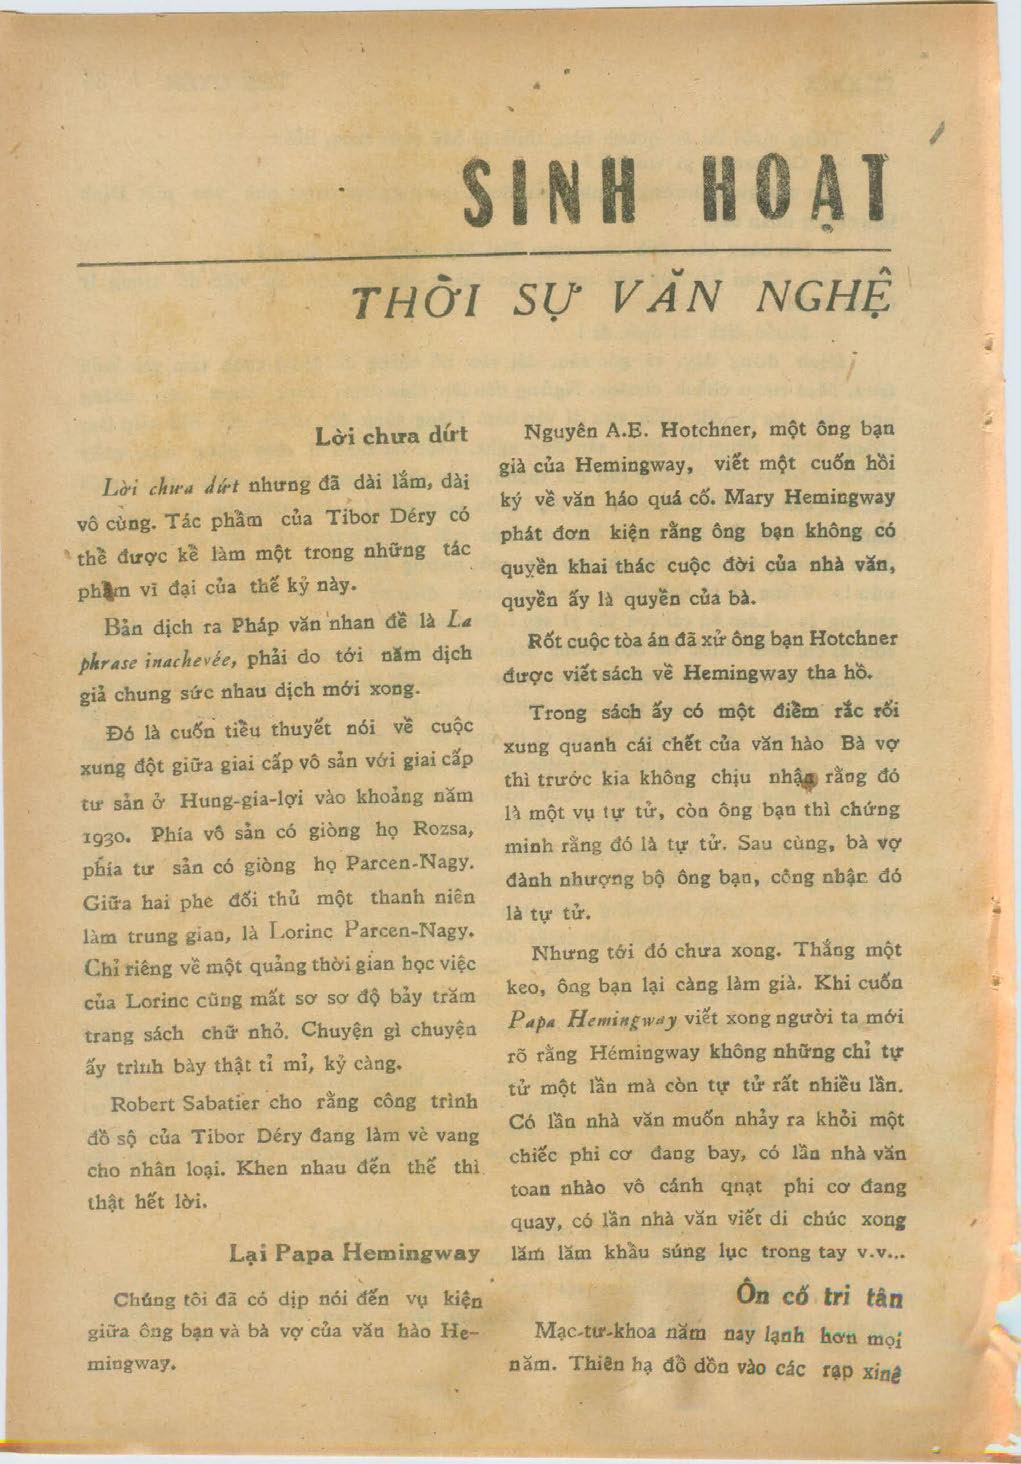 SINH HOẠT
THỜI SỰ VĂN NGHỆ
Lời chưa dứt
Lời chưa dứt nhưng đã dài lắm, dài
vô cùng. Tác phẩm của Tibor Déry có
thể được kể làm một trong những tác
phẩm vĩ đại của thế kỷ này.
Bản dịch ra Pháp văn nhan đề là La
phrase inachevée, phải do tới năm dịch
giả chung sức nhau dịch mới xong.
Đó là cuốn tiểu thuyết nói về cuộc
xung đột giữa giai cấp vô sản với giai cấp
tư sản ở Hung-gia-lợi vào khoảng năm
1930. Phía vô sản có giòng họ Rozsa,
phía tư sản có giòng họ Parcen-Nagy.
Giữa hai phe đối thủ một thanh niên
làm trung gian, là Lorinc Parcen-Nagy.
Chỉ riêng về một quảng thời gian học việc
của Lorinc cũng mất sơ sơ độ bảy trăm
trang sách chữ nhỏ. Chuyện gì chuyện
ấy trình bày thật tỉ mỉ, kỷ càng.
Robert Sabatier cho rằng công trình
đồ sộ của Tibor Déry đang làm vẻ vang
cho nhân loại. Khen nhau đến thế thì
thật hết lời.
Lại Papa Hemingway
Chúng tôi đã có dịp nói đến vụ kiện
giữa ông bạn và bà vợ của văn hào He-
mingway.
Nguyên A.E. Hotchner, một ông bạn
già của Hemingway, viết một cuốn hồi
ký về văn háo quá cố. Mary Hemingway
phát đơn kiện rằng ông bạn không có
quyền khai thác cuộc đời của nhà văn,
quyền ấy là quyền của bà.
Rốt cuộc tòa án đã xử ông bạn Hotchner
được viết sách về Hemingway tha hồ.
Trong sách ấy có một điểm rắc rối
xung quanh cái chết của văn hào Bà vợ
thì trước kia không chịu nhận rằng đó
là một vụ tự tử, còn ông bạn thì chứng
minh rằng đó là tự tử. Sau cùng, bà vợ
đành nhượng bộ ông bạn, công nhận đó
là tự tử.
Nhưng tới đó chưa xong. Thắng một
keo, ông bạn lại càng làm già. Khi cuốn
Papa Hemingway viết xong người ta mới
rõ rằng Hémingway không những chỉ tự
tử một lần mà còn tự tử rất nhiều lần.
Có lần nhà văn muốn nhảy ra khỏi một
chiếc phi cơ đang bay, có lần nhà văn
toan nhào vô cánh qnạt phi cơ đang
quay, có lần nhà văn viết di chúc xong
lăm lăm khẩu súng lục trong tay v.v...
Ôn cố tri tân
Mạc-tư-khoa năm nay lạnh hơn mọi
năm. Thiên hạ đổ dồn vào các rạp xinê